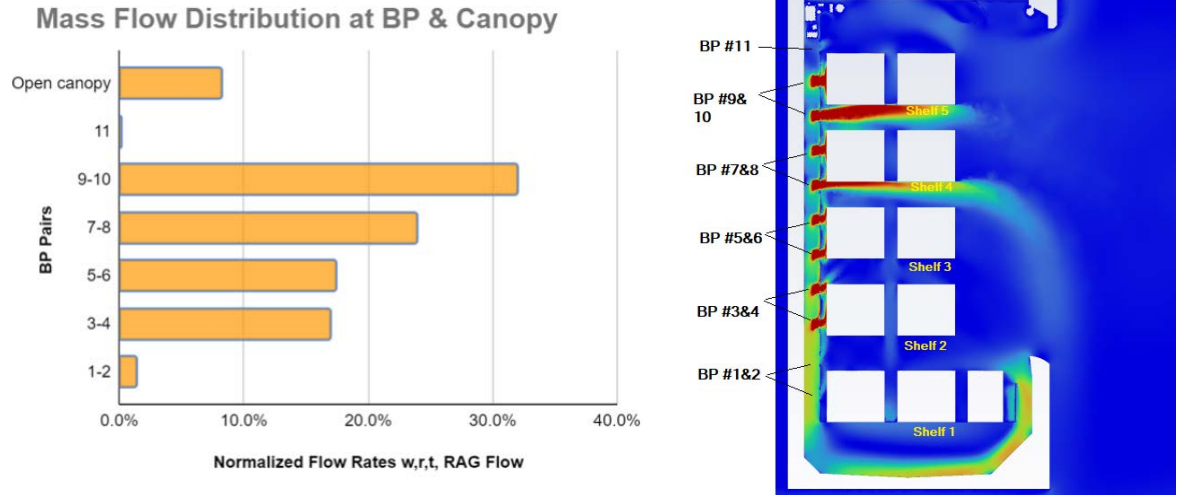 Mass Flow Distribution at BP & Canopy
BP Pairs
Open canopy
11
9-10
7-8
5-6
3-4
1-2
0.0%
10.0%
20.0%
30.0%
40.0%
Normalized Flow Rates w,r,t, RAG Flow
BP #11
BP #9&
10
BP #7&8
BP #5&6
BP #3&4
BP #1&2
Shelf 5
Shelf 4
Shelf 3
Shelf 2
Shelf 1